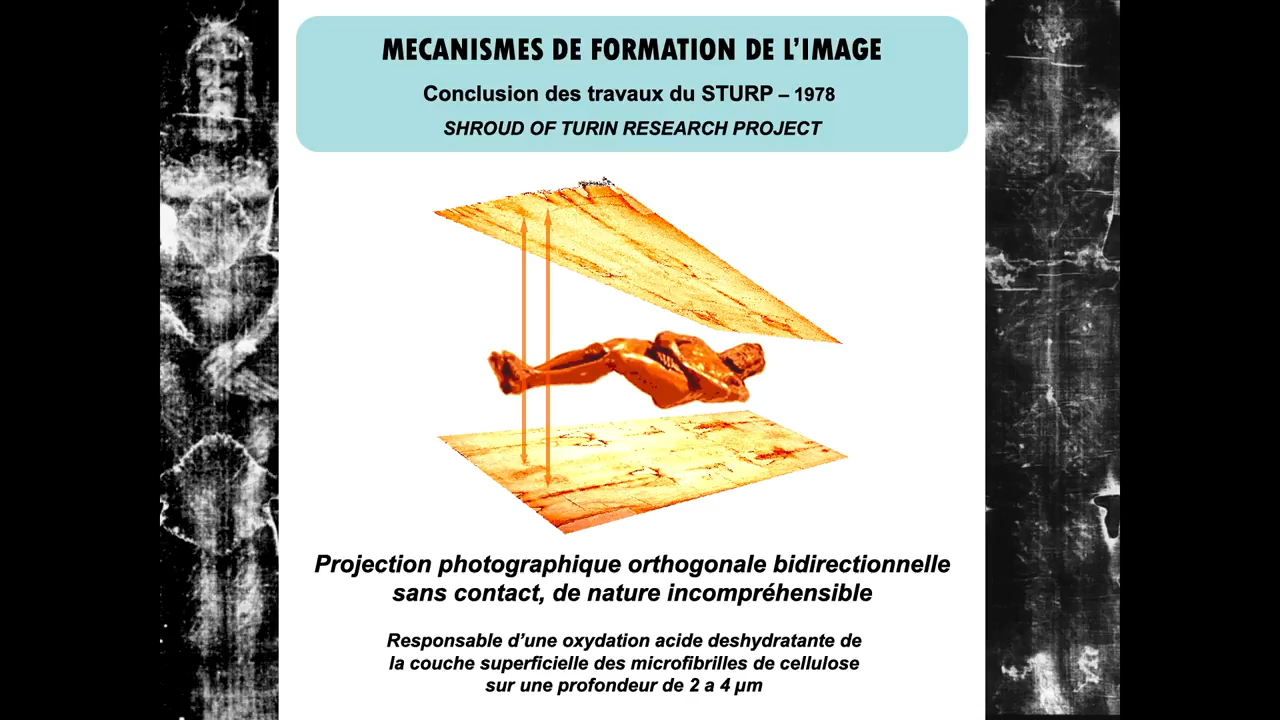 MECANISMES DE FORMATION DE L’IMAGE
Conclusion des travaux du STURP – 1978
SHROUD OF TURIN RESEARCH PROJECT
Projection photographique orthogonale bidirectionnelle
sans contact, de nature incompréhensible
Responsable d’une oxydation acide deshydratante de
la couche superficielle des microfibrilles de cellulose
sur une profondeur de 2 a 4 µm